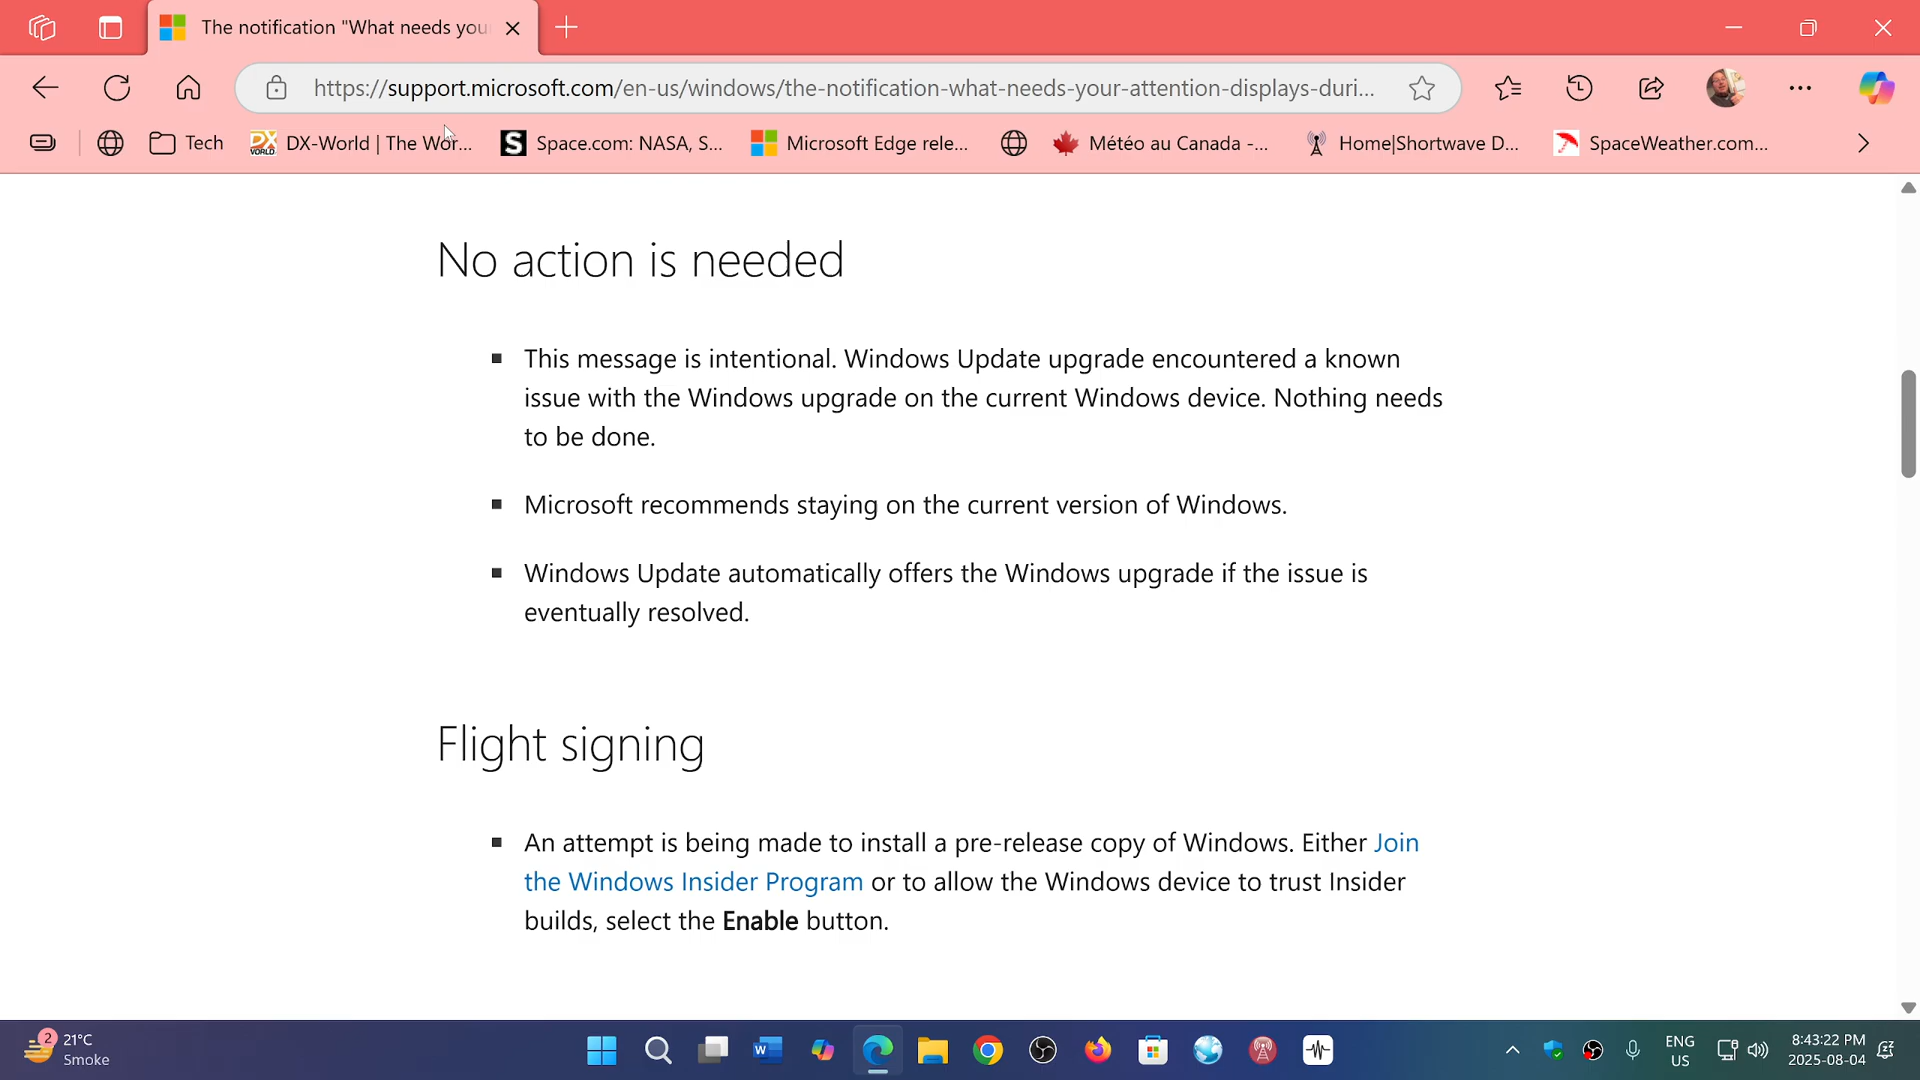 The notification "What needs you
https://support.microsoft.com/en-us/windows/the-notification-what-needs-your-attention-displays-duri...
Tech
DX-World | The Wor...
Space.com: NASA, S...
Microsoft Edge rele...
Météo au Canada -...
Home|Shortwave D...
SpaceWeather.com...
No action is needed
This message is intentional. Windows Update upgrade encountered a known
issue with the Windows upgrade on the current Windows device. Nothing needs
to be done.
Microsoft recommends staying on the current version of Windows.
Windows Update automatically offers the Windows upgrade if the issue is
eventually resolved.
Flight signing
An attempt is being made to install a pre-release copy of Windows. Either Join
the Windows Insider Program or to allow the Windows device to trust Insider
builds, select the Enable button.
2
21°C
Smoke
ENG
US
8:43:22 PM
2025-08-04